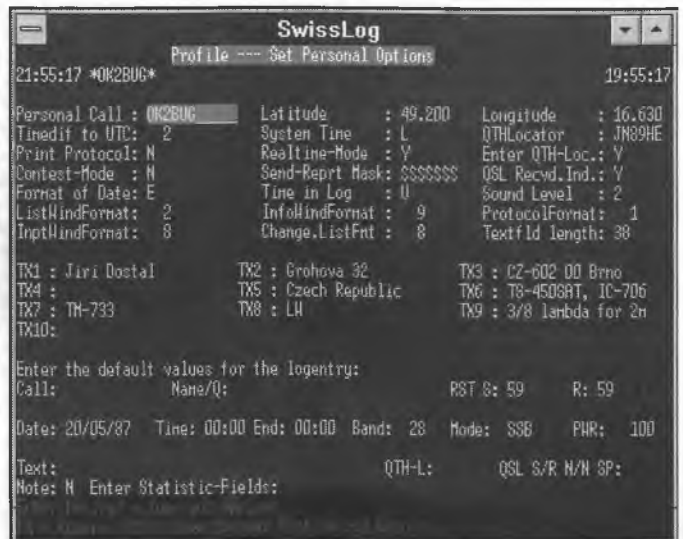 SwissLog
Profile --- Set Personal Options
21:55:17 *OK2BUG* 19:55:17
Personal Call : OK2BUG Latitude : 49.200 Longitude : 16.630
Timedif to UTC: 2 System Time : L QTHLocator : JN89HE
Print Protocol: N Realtime-Mode : Y Enter QTH-Loc.: Y
Contest-Mode : N Send-Reprt Mask: SSSSSSS QSL Recvd.Ind.: Y
Format of Date: E Time in Log : U Sound Level : 2
ListWindFormat: 2 InfoWindFormat : 9 ProtocolFormat: 1
InptWindFormat: 8 Change.ListFmt : 8 Textfld length: 38
TX1 : Jiri Dostal TX2 : Grohova 32 TX3 : CZ-602 00 Brno
TX4 : TX5 : Czech Republic TX6 : TS-450SAT, IC-706
TX7 : TM-733 TX8 : LW TX9 : 3/8 lambda for 2m
TX10:
Enter the default values for the logentry:
Call: Name/Q: RST S: 59 R: 59
Date: 20/05/87 Time: 00:00 End: 00:00 Band: 28 Mode: SSB PWR: 100
Text: QTH-L: QSL S/R N/N SP:
Note: N Enter Statistic-Fields: